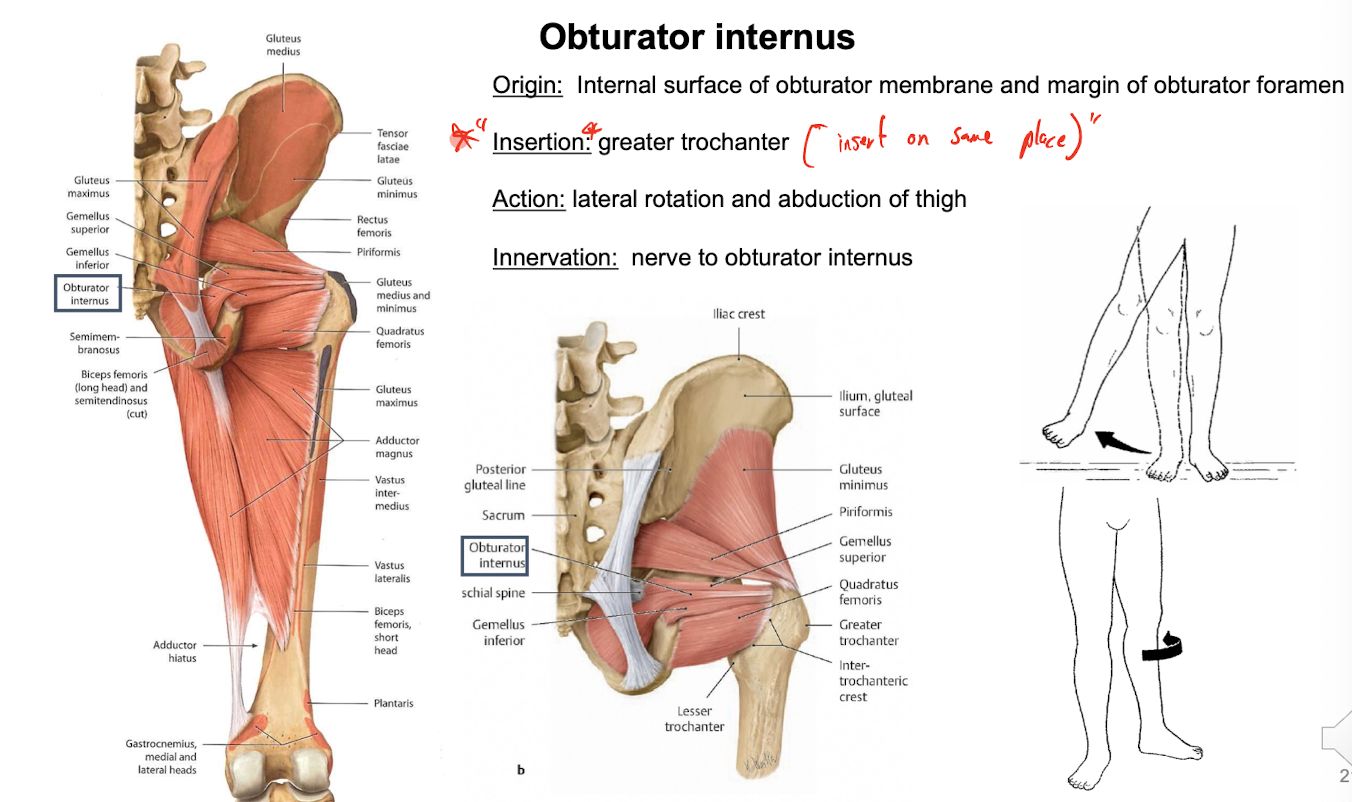 Obturator internus
Origin: Internal surface of obturator membrane and margin of obturator foramen
*" Insertion:* greater trochanter (insert on same place)"
Action: lateral rotation and abduction of thigh
Innervation: nerve to obturator internus
Gluteus
medius
Tensor
fasciae
latae
Gluteus
maximus
Gluteus
minimus
Gemellus
superior
Rectus
femoris
Gemellus
inferior
Piriformis
Obturator
internus
Gluteus
medius and
minimus
Semimem-
branosus
Quadratus
femoris
Biceps femoris
(long head) and
semitendinosus
(cut)
Gluteus
maximus
Adductor
magnus
Vastus
inter-
medius
Vastus
lateralis
Biceps
femoris,
short
head
Adductor
hiatus
Plantaris
Gastrocnemius,
medial and
lateral heads
Iliac crest
Ilium, gluteal
surface
Posterior
gluteal line
Gluteus
minimus
Sacrum
Piriformis
Obturator
internus
Gemellus
superior
schial spine
Quadratus
femoris
Gemellus
inferior
Greater
trochanter
Inter-
trochanteric
crest
Lesser
trochanter
b
2